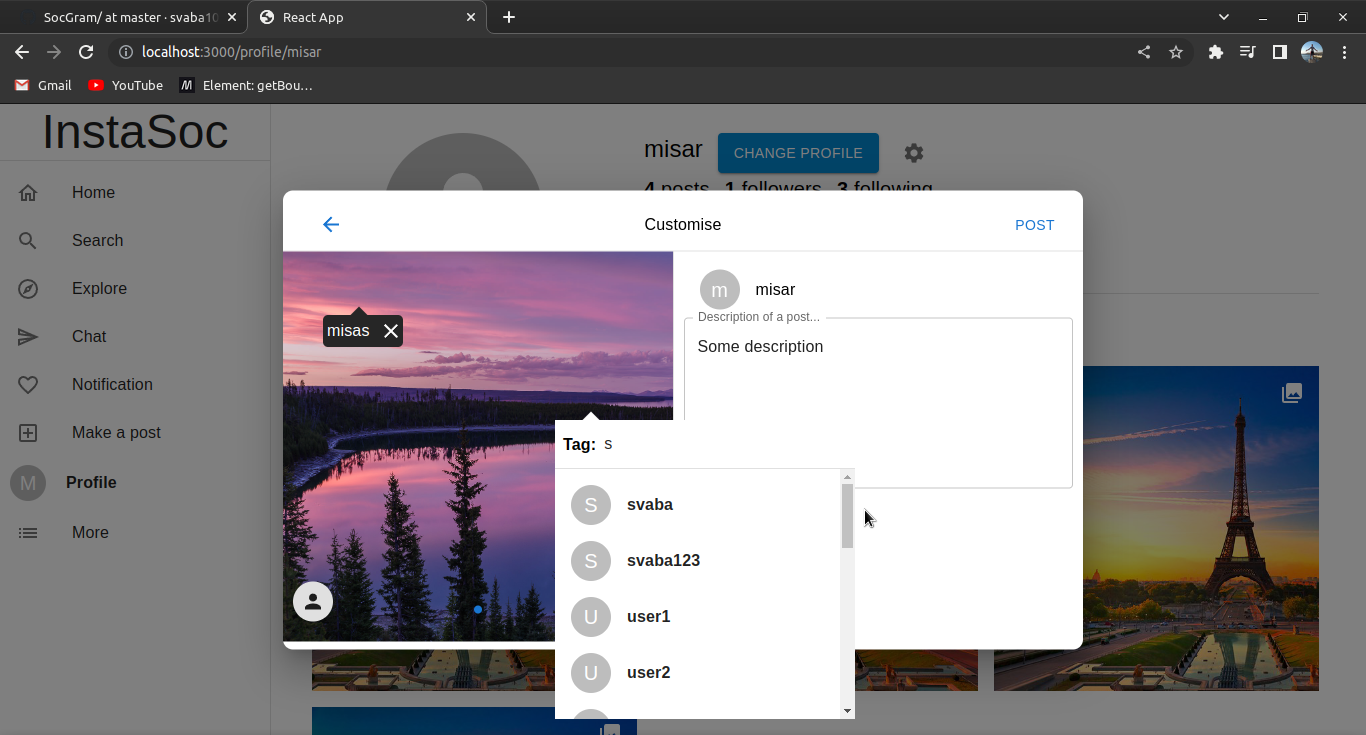 SocGram/ at master · svaba10
React App
localhost:3000/profile/misar
Gmail
YouTube
Element: getBou…
InstaSoc
Home
Search
Explore
Chat
Notification
Make a post
M
Profile
More
misar
CHANGE PROFILE
4 posts 1 followers 3 following
Customise
POST
misas
m
misar
Description of a post...
Some description
Tag: s
S
svaba
S
svaba123
U
user1
U
user2